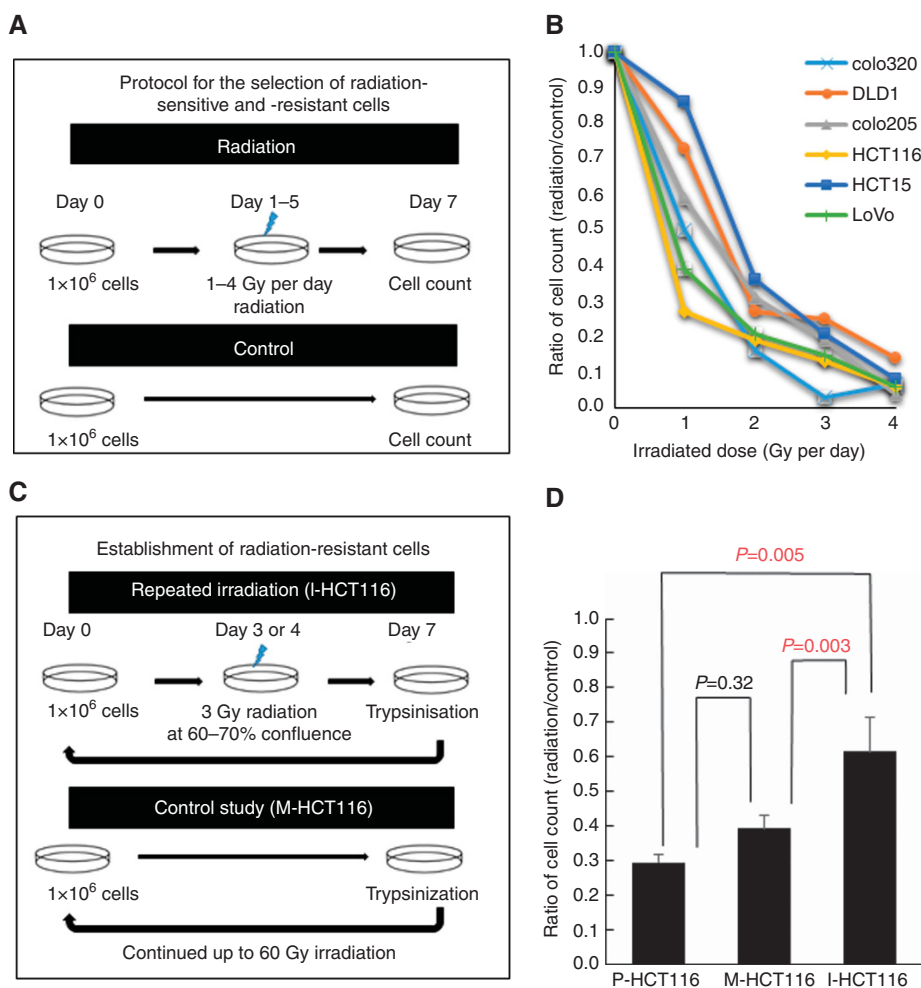 A
Protocol for the selection of radiation-
sensitive and -resistant cells
Radiation
Day 0
Day 1–5
Day 7
1×10⁶ cells
1–4 Gy per day
radiation
Cell count
Control
1×10⁶ cells
Cell count
B
Ratio of cell count (radiation/control)
1.0
0.9
0.8
0.7
0.6
0.5
0.4
0.3
0.2
0.1
0.0
0
1
2
3
4
Irradiated dose (Gy per day)
colo320
DLD1
colo205
HCT116
HCT15
LoVo
C
Establishment of radiation-resistant cells
Repeated irradiation (I-HCT116)
Day 0
Day 3 or 4
Day 7
1×10⁶ cells
3 Gy radiation
at 60–70% confluence
Trypsinisation
Control study (M-HCT116)
1×10⁶ cells
Trypsinization
Continued up to 60 Gy irradiation
D
Ratio of cell count (radiation/control)
1.0
0.9
0.8
0.7
0.6
0.5
0.4
0.3
0.2
0.1
0.0
P=0.005
P=0.003
P=0.32
P-HCT116
M-HCT116
I-HCT116